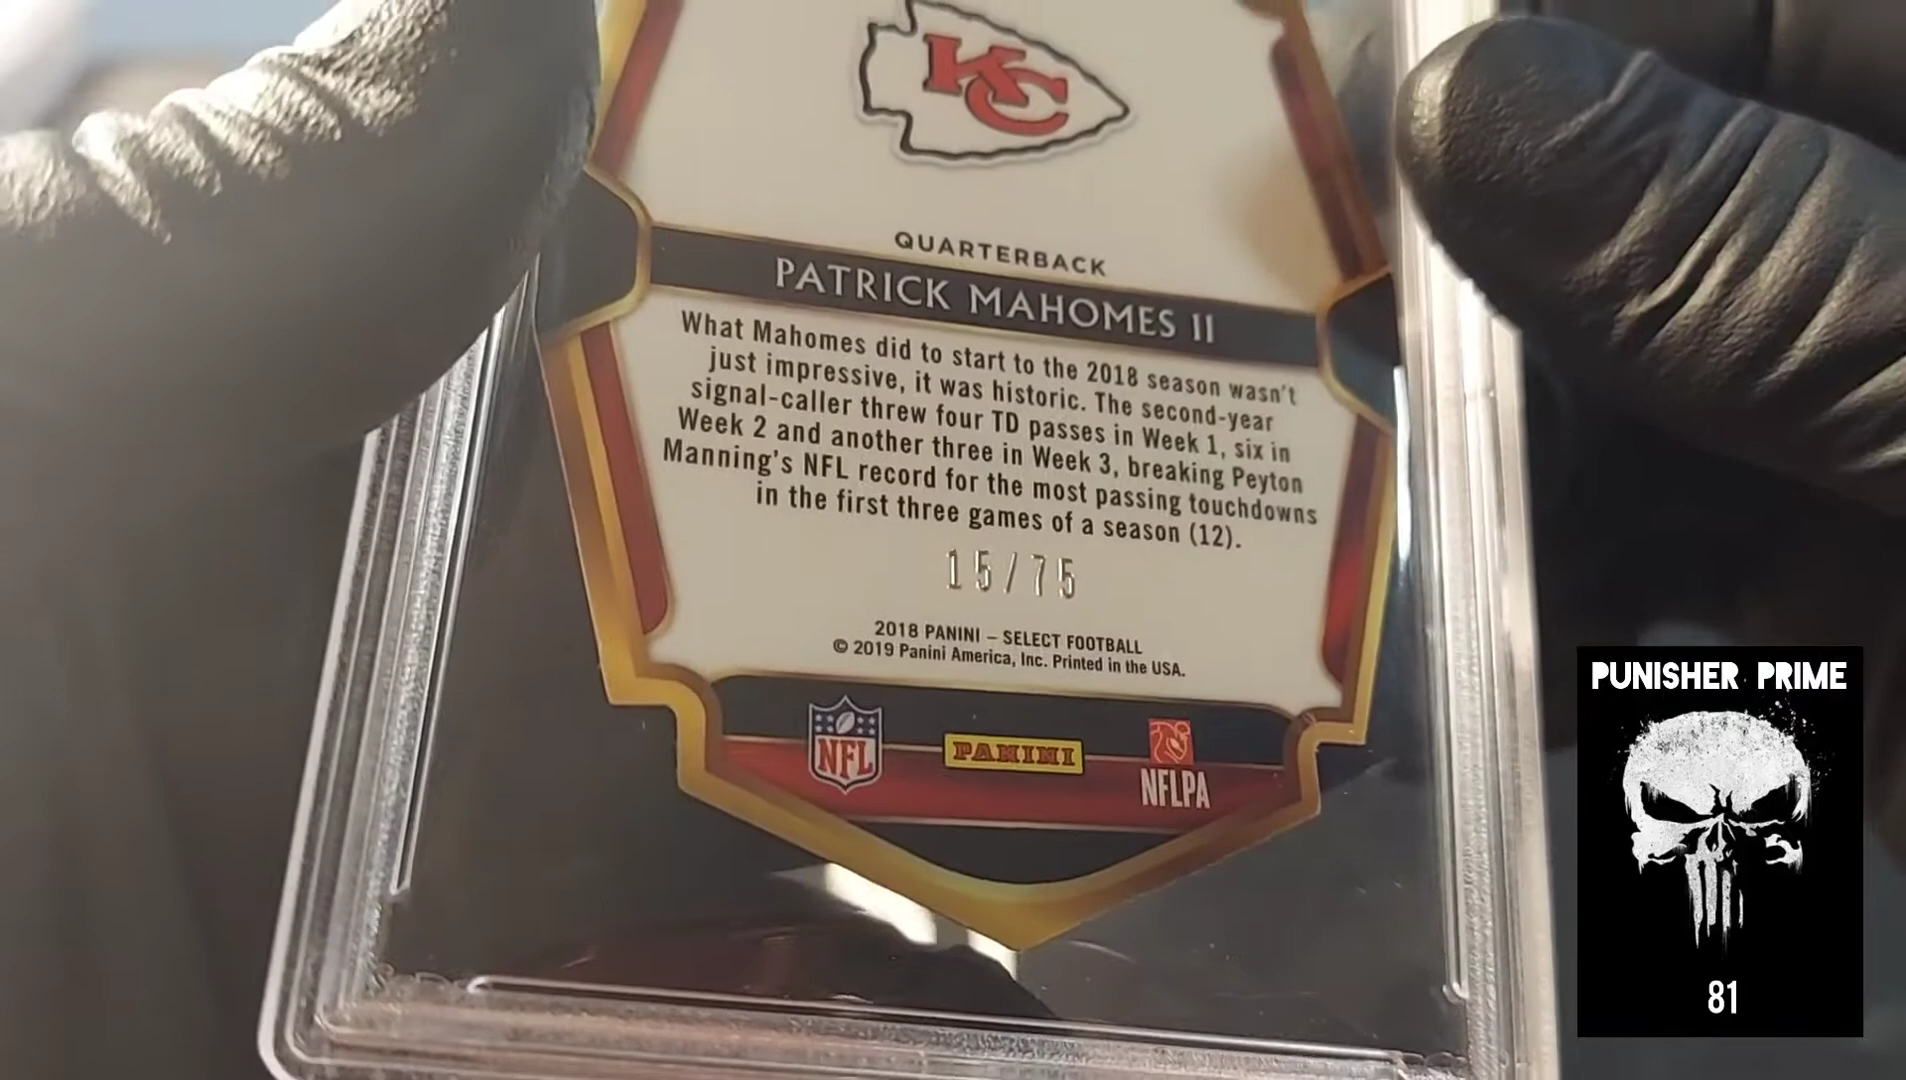 KC
QUARTERBACK
PATRICK MAHOMES II
What Mahomes did to start to the 2018 season wasn't
just impressive, it was historic. The second-year
signal-caller threw four TD passes in Week 1, six in
Week 2 and another three in Week 3, breaking Peyton
Manning's NFL record for the most passing touchdowns
in the first three games of a season (12).
15/75
2018 PANINI – SELECT FOOTBALL
© 2019 Panini America, Inc. Printed in the USA.
NFL
PANINI
NFLPA
PUNISHER PRIME
81